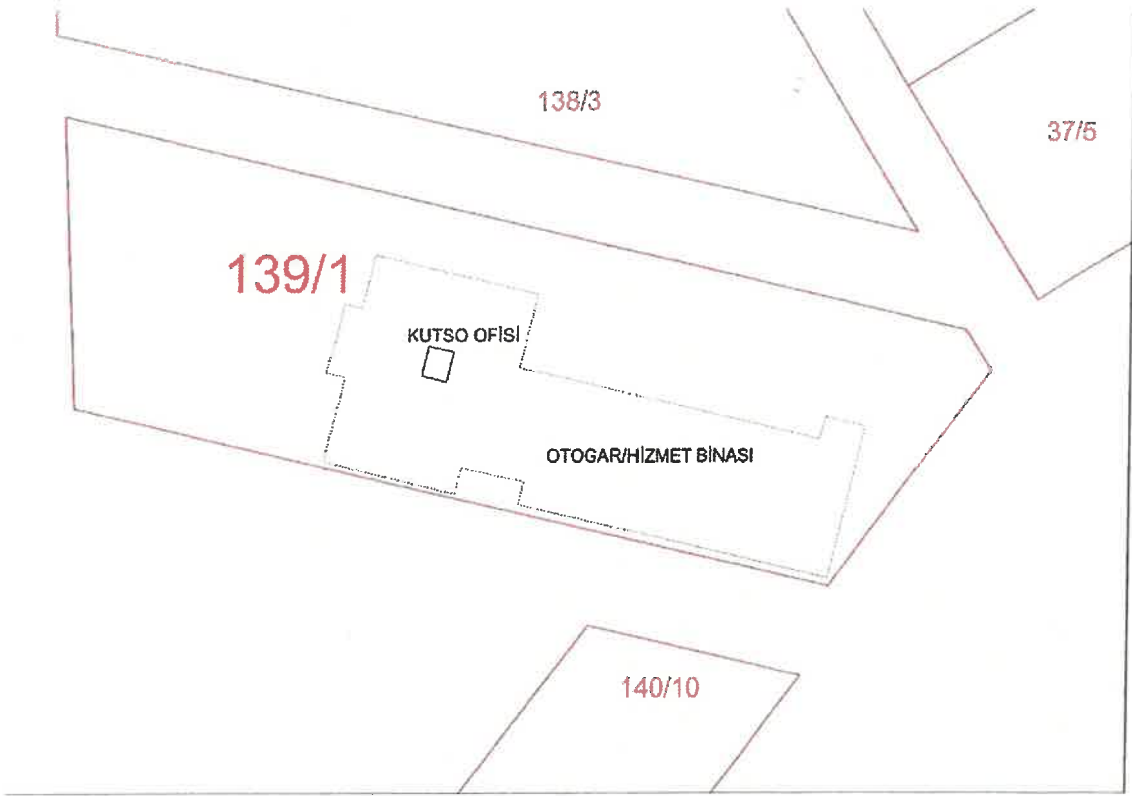 138/3
37/5
139/1
KUTSO OFİSİ
OTOGAR/HİZMET BİNASI
140/10